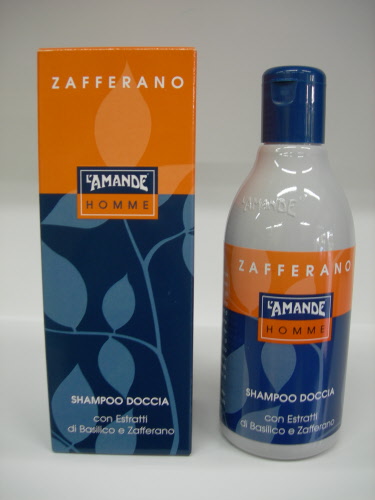 ZAFFERANO
L'AMANDE
HOMME
SHAMPOO DOCCIA
con Estratti
di Basilico e Zafferano
L'AMANDE
ZAFFERANO
L'AMANDE
HOMME
SHAMPOO DOCCIA
con Estratti
di Basilico e Zafferano